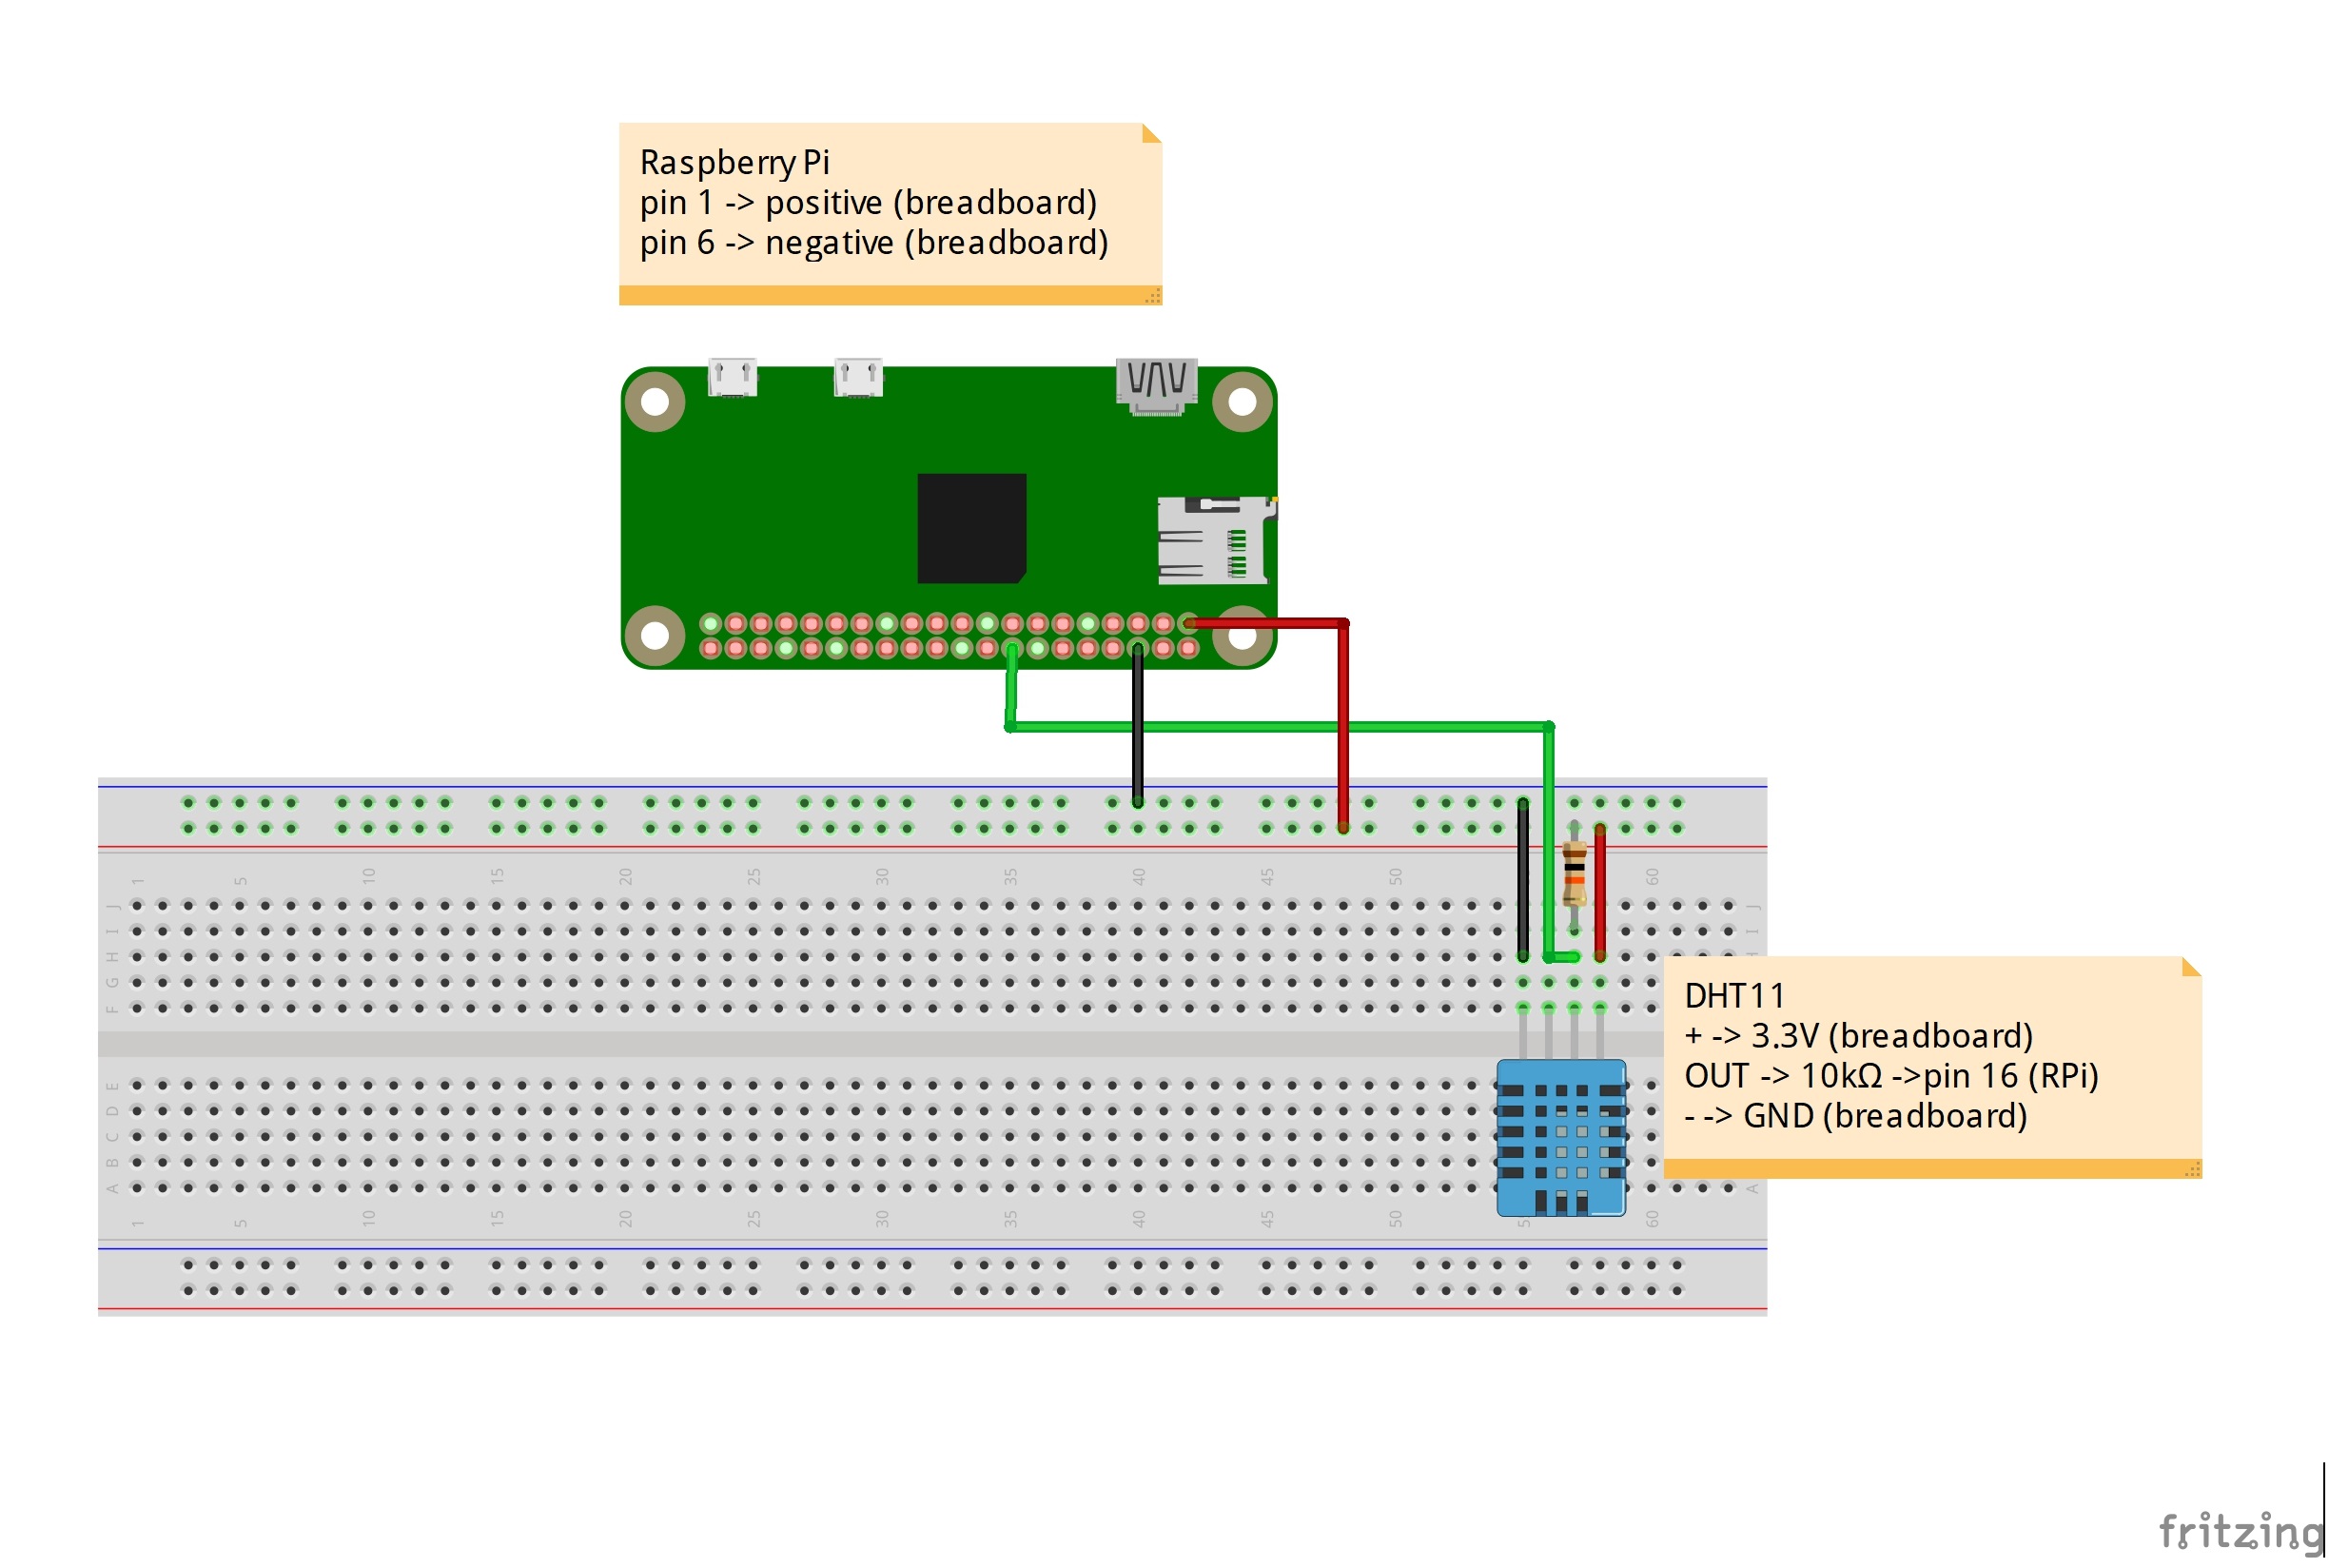 Raspberry Pi
pin 1 -> positive (breadboard)
pin 6 -> negative (breadboard)
1 5 10 15 20 25 30 35 40 45 50 60
J J
I I
H
G
F
DHT11
+ -> 3.3V (breadboard)
OUT -> 10kΩ ->pin 16 (RPi)
- --> GND (breadboard)
E
D
C
B
A A
1 5 10 15 20 25 30 35 40 45 50 60
fritzing